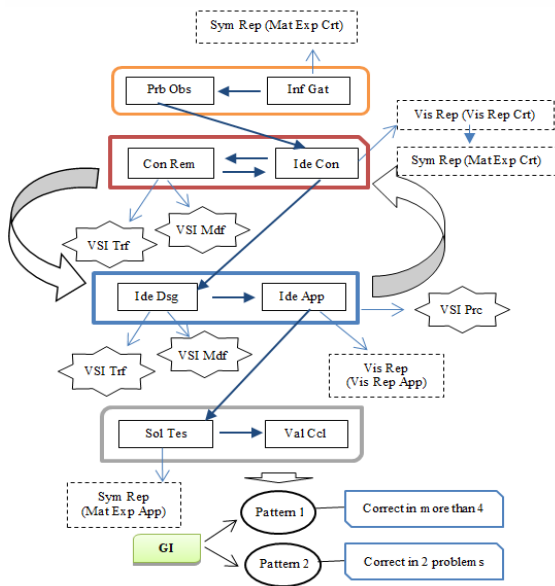 Sym Rep (Mat Exp Crt)
Prb Obs
Inf Gat
Vis Rep (Vis Rep Crt)
Sym Rep (Mat Exp Crt)
Con Rem
Ide Con
VSI Trf
VSI Mdf
Ide Dsg
Ide App
VSI Prc
VSI Trf
VSI Mdf
Vis Rep
(Vis Rep App)
Sol Tes
Val Ccl
Sym Rep
(Mat Exp App)
Pattern 1
Correct in more than 4
GI
Pattern 2
Correct in 2 problems